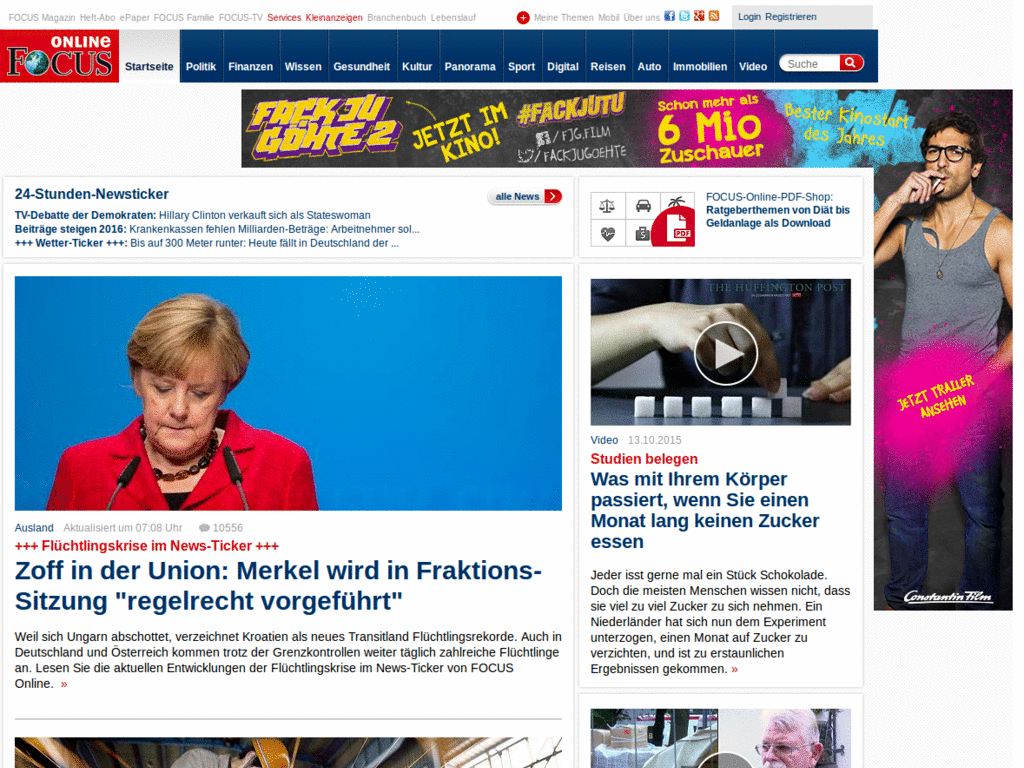 FOCUS Magazin Heft-Abo ePaper FOCUS Familie FOCUS-TV Services Kleinanzeigen Branchenbuch Lebenslauf
Meine Themen Mobil Über uns
Login Registrieren
ONLINE
FOCUS
Startseite Politik Finanzen Wissen Gesundheit Kultur Panorama Sport Digital Reisen Auto Immobilien Video
Suche
FACK JU
GÖHTE 2
JETZT IM
KINO!
#FACKJUTU
/ FJG.FILM
/ FACKJUGOEHTE
Schon mehr als
6 Mio
Zuschauer
Bester Kinostart
des Jahres
24-Stunden-Newsticker
alle News
TV-Debatte der Demokraten: Hillary Clinton verkauft sich als Stateswoman
Beiträge steigen 2016: Krankenkassen fehlen Milliarden-Beträge: Arbeitnehmer sol...
+++ Wetter-Ticker +++: Bis auf 300 Meter runter: Heute fällt in Deutschland der ...
PDF
FOCUS-Online-PDF-Shop:
Ratgeberthemen von Diät bis
Geldanlage als Download
Ausland Aktualisiert um 07:08 Uhr 10556
+++ Flüchtlingskrise im News-Ticker +++
Zoff in der Union: Merkel wird in Fraktions-
Sitzung "regelrecht vorgeführt"
Weil sich Ungarn abschottet, verzeichnet Kroatien als neues Transitland Flüchtlingsrekorde. Auch in
Deutschland und Österreich kommen trotz der Grenzkontrollen weiter täglich zahlreiche Flüchtlinge
an. Lesen Sie die aktuellen Entwicklungen der Flüchtlingskrise im News-Ticker von FOCUS
Online. »
THE HUFFINGTON POST
Video 13.10.2015
Studien belegen
Was mit Ihrem Körper
passiert, wenn Sie einen
Monat lang keinen Zucker
essen
Jeder isst gerne mal ein Stück Schokolade.
Doch die meisten Menschen wissen nicht, dass
sie viel zu viel Zucker zu sich nehmen. Ein
Niederländer hat sich nun dem Experiment
unterzogen, einen Monat auf Zucker zu
verzichten, und ist zu erstaunlichen
Ergebnissen gekommen. »
JETZT TRAILER
ANSEHEN
Constantin Film